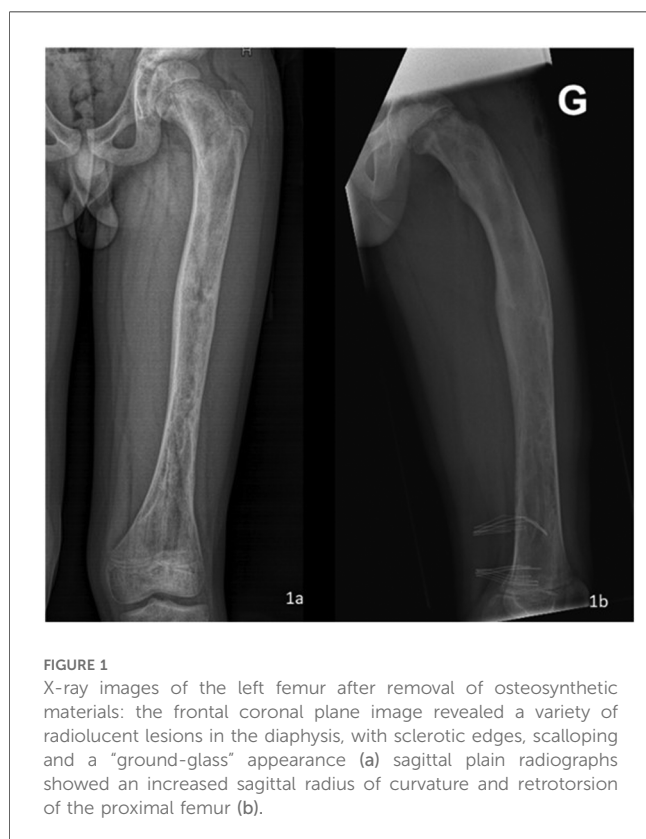 H
G
1a
1b
FIGURE 1
X-ray images of the left femur after removal of osteosynthetic
materials: the frontal coronal plane image revealed a variety of
radiolucent lesions in the diaphysis, with sclerotic edges, scalloping
and a “ground-glass” appearance (a) sagittal plain radiographs
showed an increased sagittal radius of curvature and retrotorsion
of the proximal femur (b).